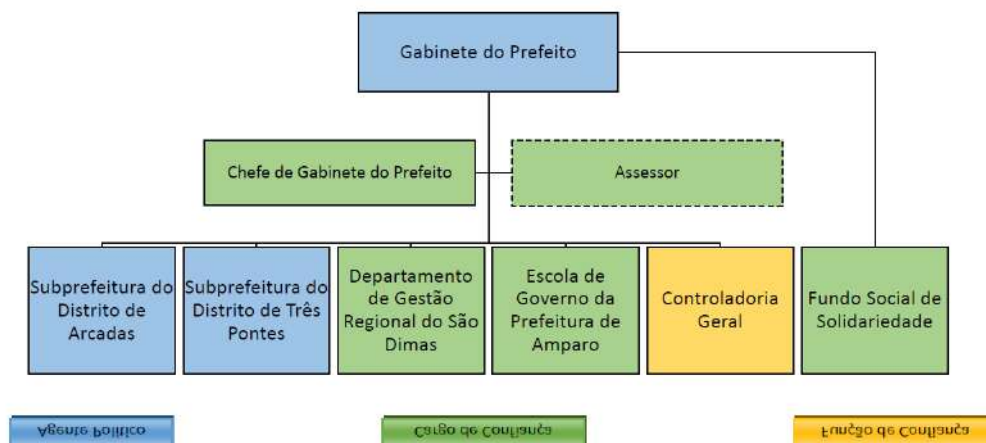 Gabinete do Prefeito
Chefe de Gabinete do Prefeito
Assessor
Subprefeitura do
Distrito de
Arcadas
Subprefeitura do
Distrito de Três
Pontes
Departamento
de Gestão
Regional do São
Dimas
Escola de
Governo da
Prefeitura de
Amparo
Controladoria
Geral
Fundo Social de
Solidariedade
Agente Político
Cargo de Confiança
Função de Confiança